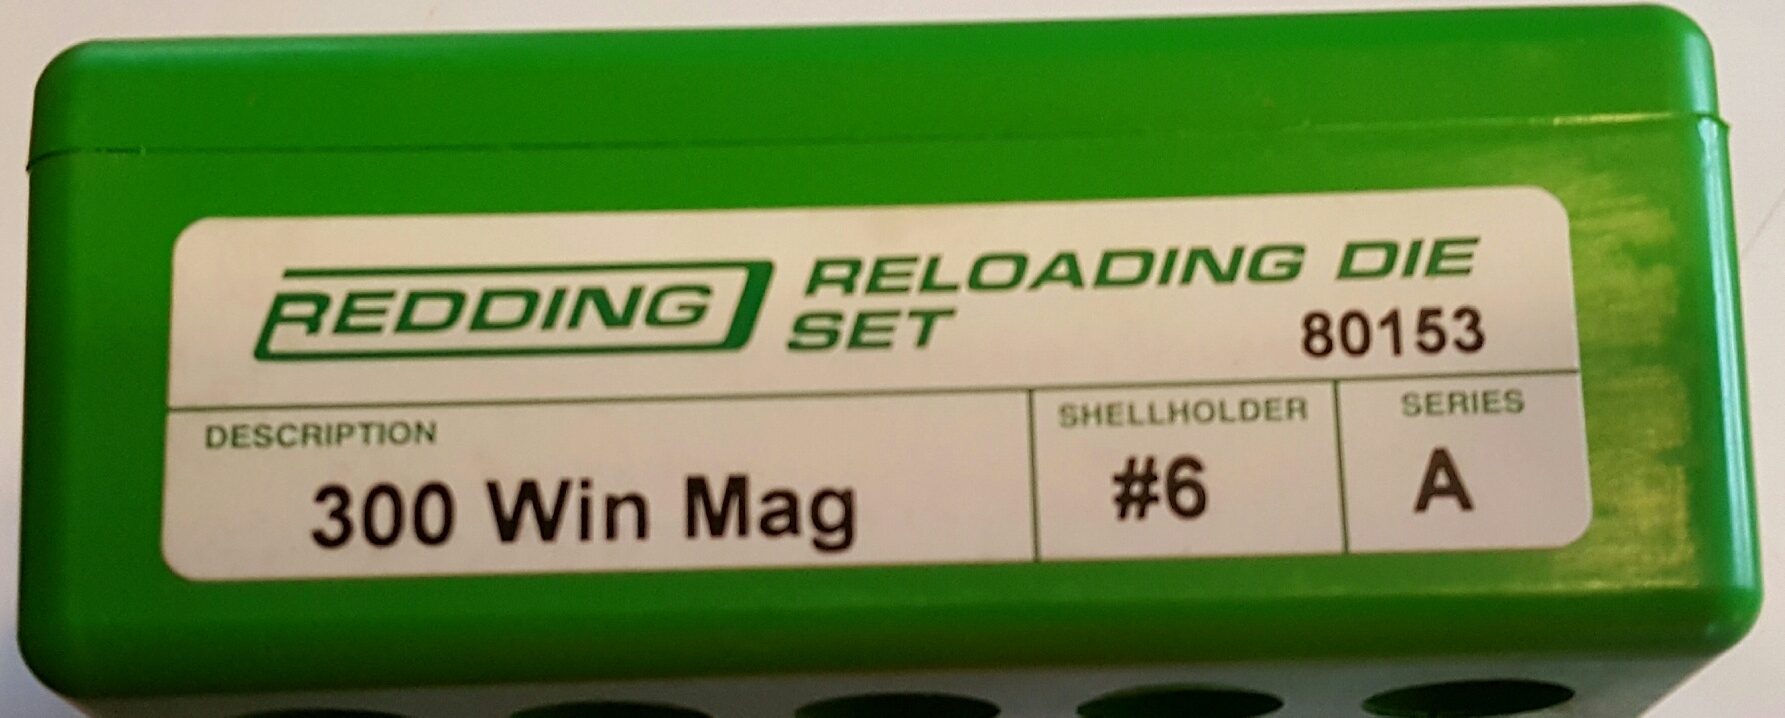 REDDING RELOADING DIE
SET 80153
DESCRIPTION SHELLHOLDER SERIES
300 Win Mag #6 A